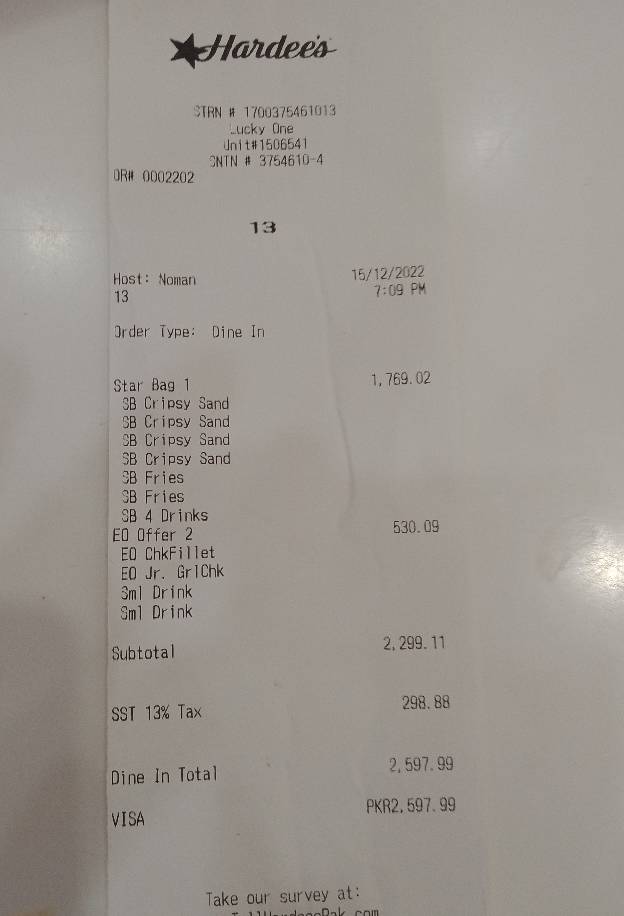 Hardee's
STRN # 1700375461013
Lucky One
Unit#1506541
SNTN # 3754610-4
OR# 0002202
13
Host: Noman 15/12/2022
13 7:09 PM
Order Type: Dine In
Star Bag 1 1,769.02
SB Cripsy Sand
SB Cripsy Sand
SB Cripsy Sand
SB Cripsy Sand
SB Fries
SB Fries
SB 4 Drinks
EO Offer 2 530.09
EO ChkFillet
EO Jr. GrlChk
Sml Drink
Sml Drink
Subtotal 2,299.11
SST 13% Tax 298.88
Dine In Total 2,597.99
VISA PKR2,597.99
Take our survey at: